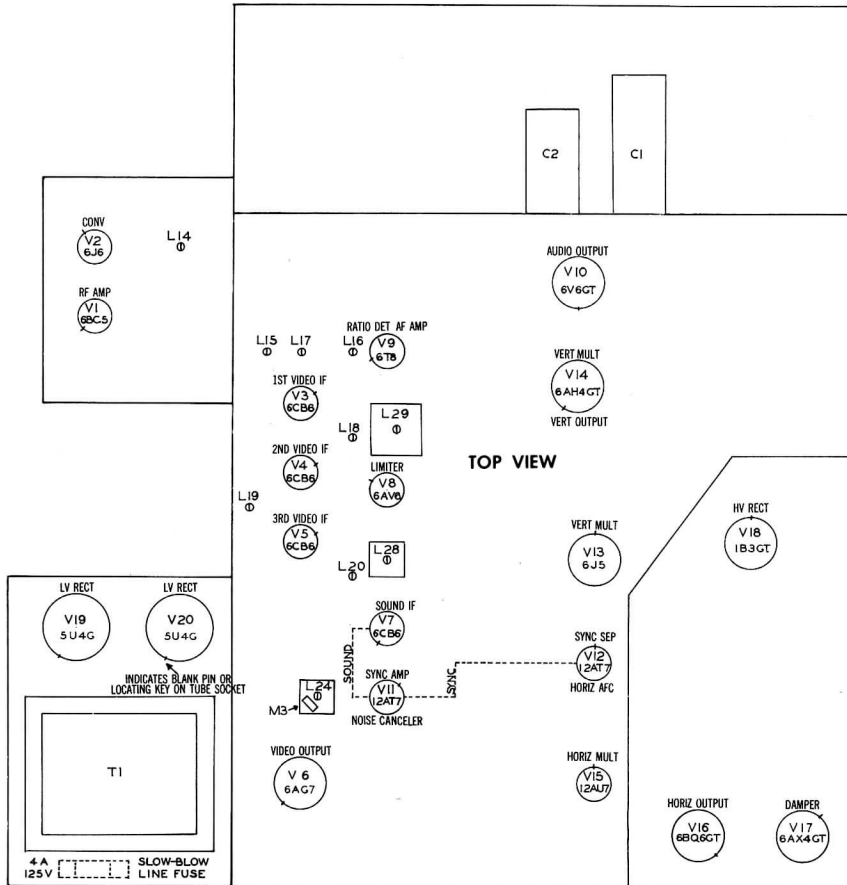 C2
C1
CONV
V2
6J6
L14
RF AMP
V1
6BC5
AUDIO OUTPUT
V10
6V6GT
L15
L17
L16
RATIO DET AF AMP
V9
6T8
1ST VIDEO IF
V3
6CB6
VERT MULT
V14
6AH4GT
VERT OUTPUT
L18
L29
2ND VIDEO IF
V4
6CB6
LIMITER
V8
6AV6
TOP VIEW
L19
3RD VIDEO IF
V5
6CB6
L20
L28
VERT MULT
V13
6J5
HV RECT
V18
1B3GT
LV RECT
V19
5U4G
LV RECT
V20
5U4G
INDICATES BLANK PIN OR
LOCATING KEY ON TUBE SOCKET
SOUND IF
V7
6CB6
SOUND
SYNC AMP
V11
12AT7
NOISE CANCELER
SYNC
SYNC SEP
V12
12AT7
HORIZ AFC
L24
M3
T1
VIDEO OUTPUT
V6
6AG7
HORIZ MULT
V15
12AU7
HORIZ OUTPUT
V16
6BQ6GT
DAMPER
V17
6AX4GT
4A
125V
SLOW-BLOW
LINE FUSE